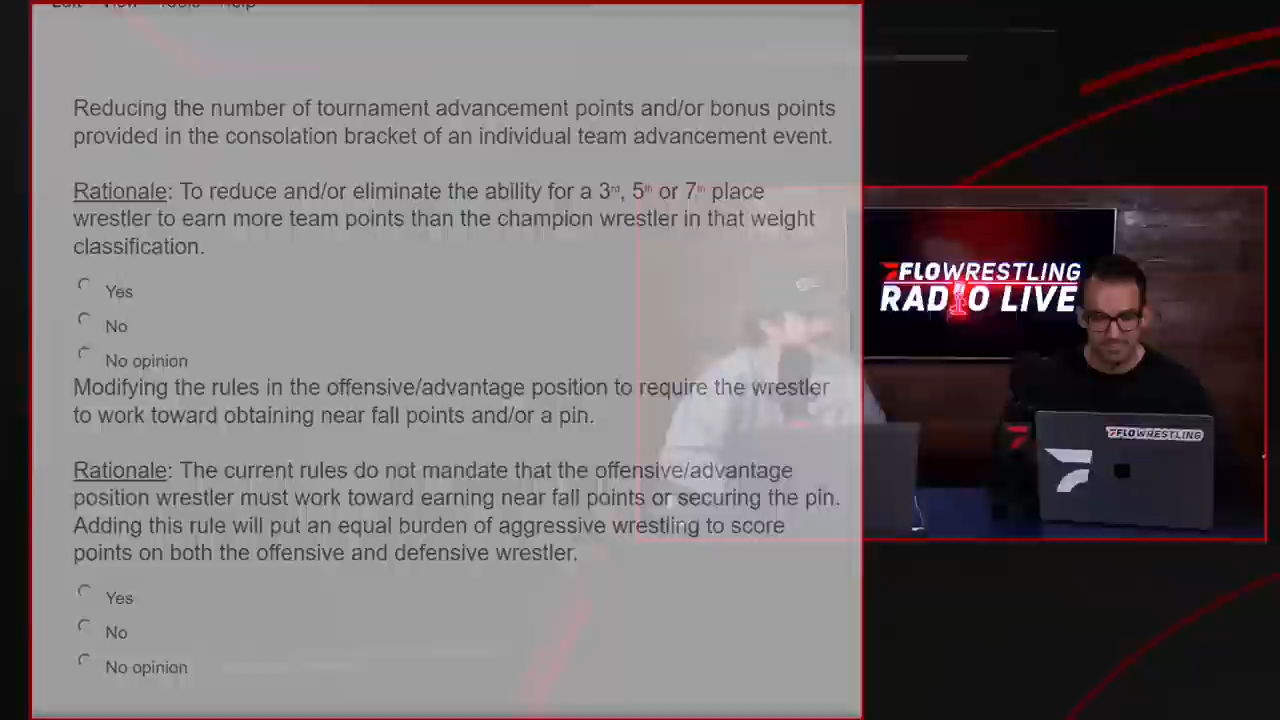 Edit View Tools Help
Reducing the number of tournament advancement points and/or bonus points
provided in the consolation bracket of an individual team advancement event.
Rationale: To reduce and/or eliminate the ability for a 3rd, 5th or 7th place
wrestler to earn more team points than the champion wrestler in that weight
classification.
Yes
No
No opinion
Modifying the rules in the offensive/advantage position to require the wrestler
to work toward obtaining near fall points and/or a pin.
Rationale: The current rules do not mandate that the offensive/advantage
position wrestler must work toward earning near fall points or securing the pin.
Adding this rule will put an equal burden of aggressive wrestling to score
points on both the offensive and defensive wrestler.
Yes
No
No opinion
FLOWRESTLING
RADIO LIVE
FLOWRESTLING